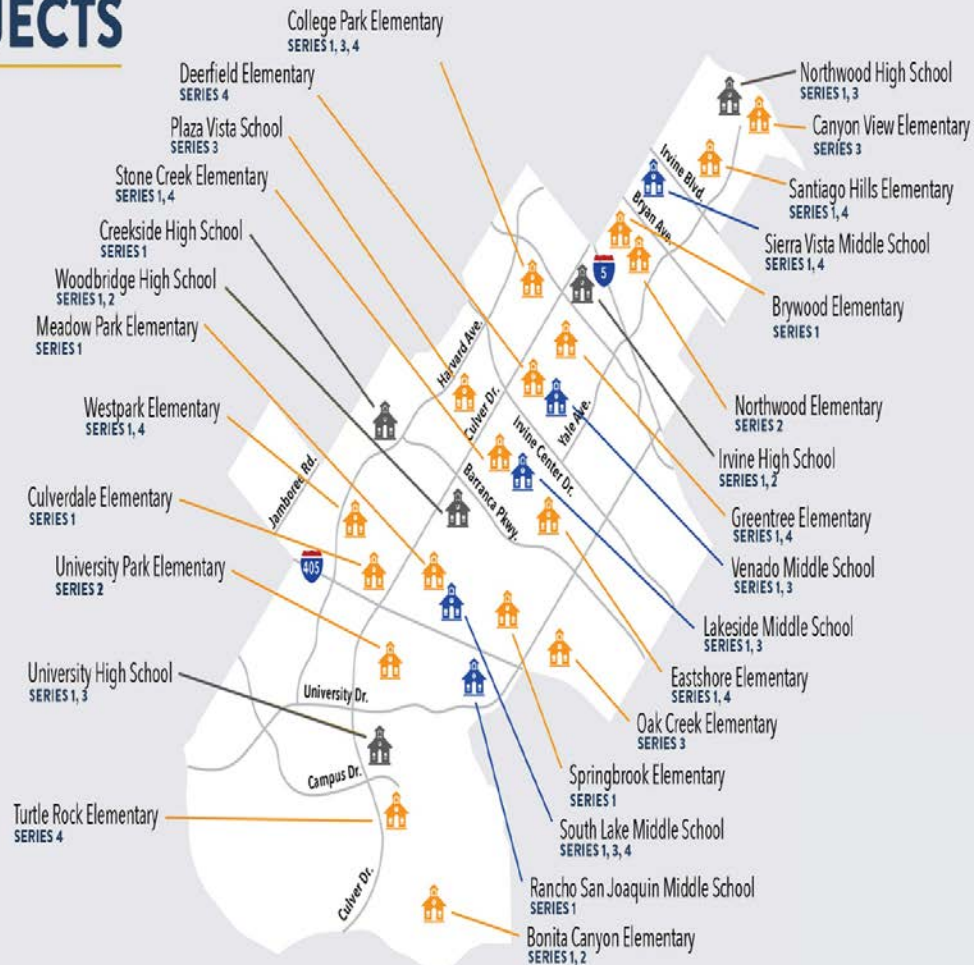 JECTS
College Park Elementary
SERIES 1, 3, 4
Deerfield Elementary
SERIES 4
Plaza Vista School
SERIES 3
Stone Creek Elementary
SERIES 1, 4
Creekside High School
SERIES 1
Woodbridge High School
SERIES 1, 2
Meadow Park Elementary
SERIES 1
Westpark Elementary
SERIES 1, 4
Culverdale Elementary
SERIES 1
University Park Elementary
SERIES 2
University High School
SERIES 1, 3
Turtle Rock Elementary
SERIES 4
Northwood High School
SERIES 1, 3
Canyon View Elementary
SERIES 3
Santiago Hills Elementary
SERIES 1, 4
Sierra Vista Middle School
SERIES 1, 4
Brywood Elementary
SERIES 1
Northwood Elementary
SERIES 2
Irvine High School
SERIES 1, 2
Greentree Elementary
SERIES 1, 4
Venado Middle School
SERIES 1, 3
Lakeside Middle School
SERIES 1, 3
Eastshore Elementary
SERIES 1, 4
Oak Creek Elementary
SERIES 3
Springbrook Elementary
SERIES 1
South Lake Middle School
SERIES 1, 3, 4
Rancho San Joaquin Middle School
SERIES 1
Bonita Canyon Elementary
SERIES 1, 2
Irvine Blvd.
Bryan Ave.
5
Harvard Ave.
Culver Dr.
Yale Ave.
Irvine Center Dr.
Barranca Pkwy.
Jamboree Rd.
405
University Dr.
Campus Dr.
Culver Dr.